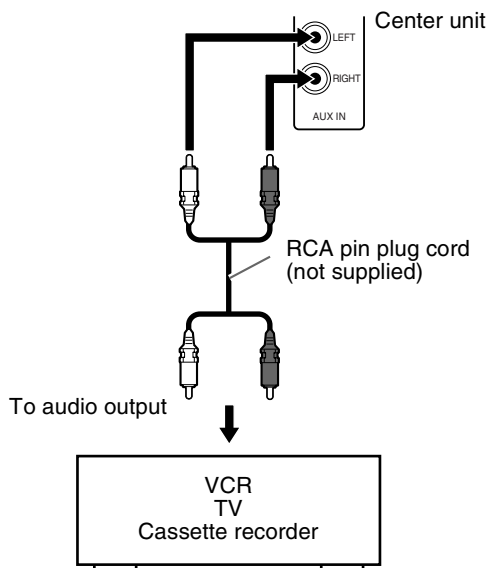 Center unit
LEFT
RIGHT
AUX IN
RCA pin plug cord
(not supplied)
To audio output
VCR
TV
Cassette recorder